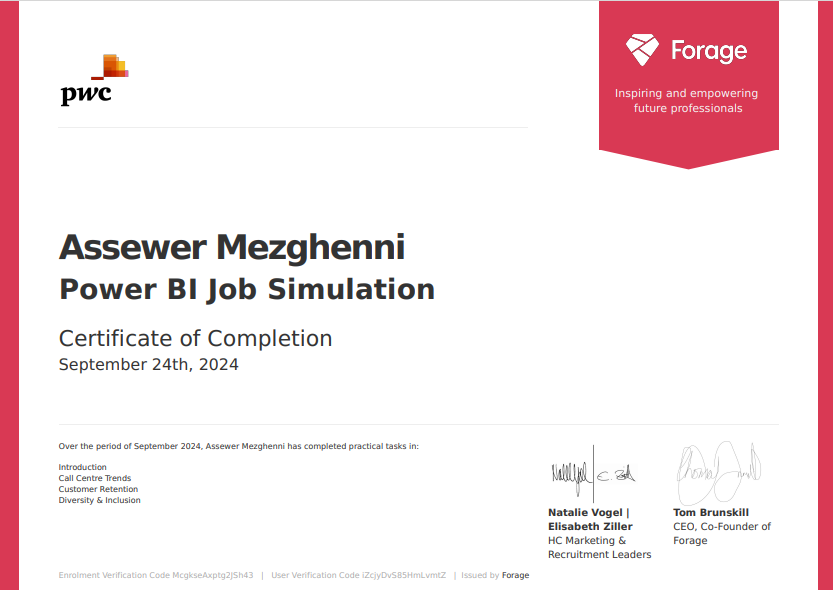 pwc
Forage
Inspiring and empowering
future professionals
Assewer Mezghenni
Power BI Job Simulation
Certificate of Completion
September 24th, 2024
Over the period of September 2024, Assewer Mezghenni has completed practical tasks in:
Introduction
Call Centre Trends
Customer Retention
Diversity & Inclusion
Natalie Vogel |
Elisabeth Ziller
HC Marketing &
Recruitment Leaders
Tom Brunskill
CEO, Co-Founder of
Forage
Enrolment Verification Code McgkseAxptg2JSh43 | User Verification Code iZcjyDvS85HmLvmtZ | Issued by Forage